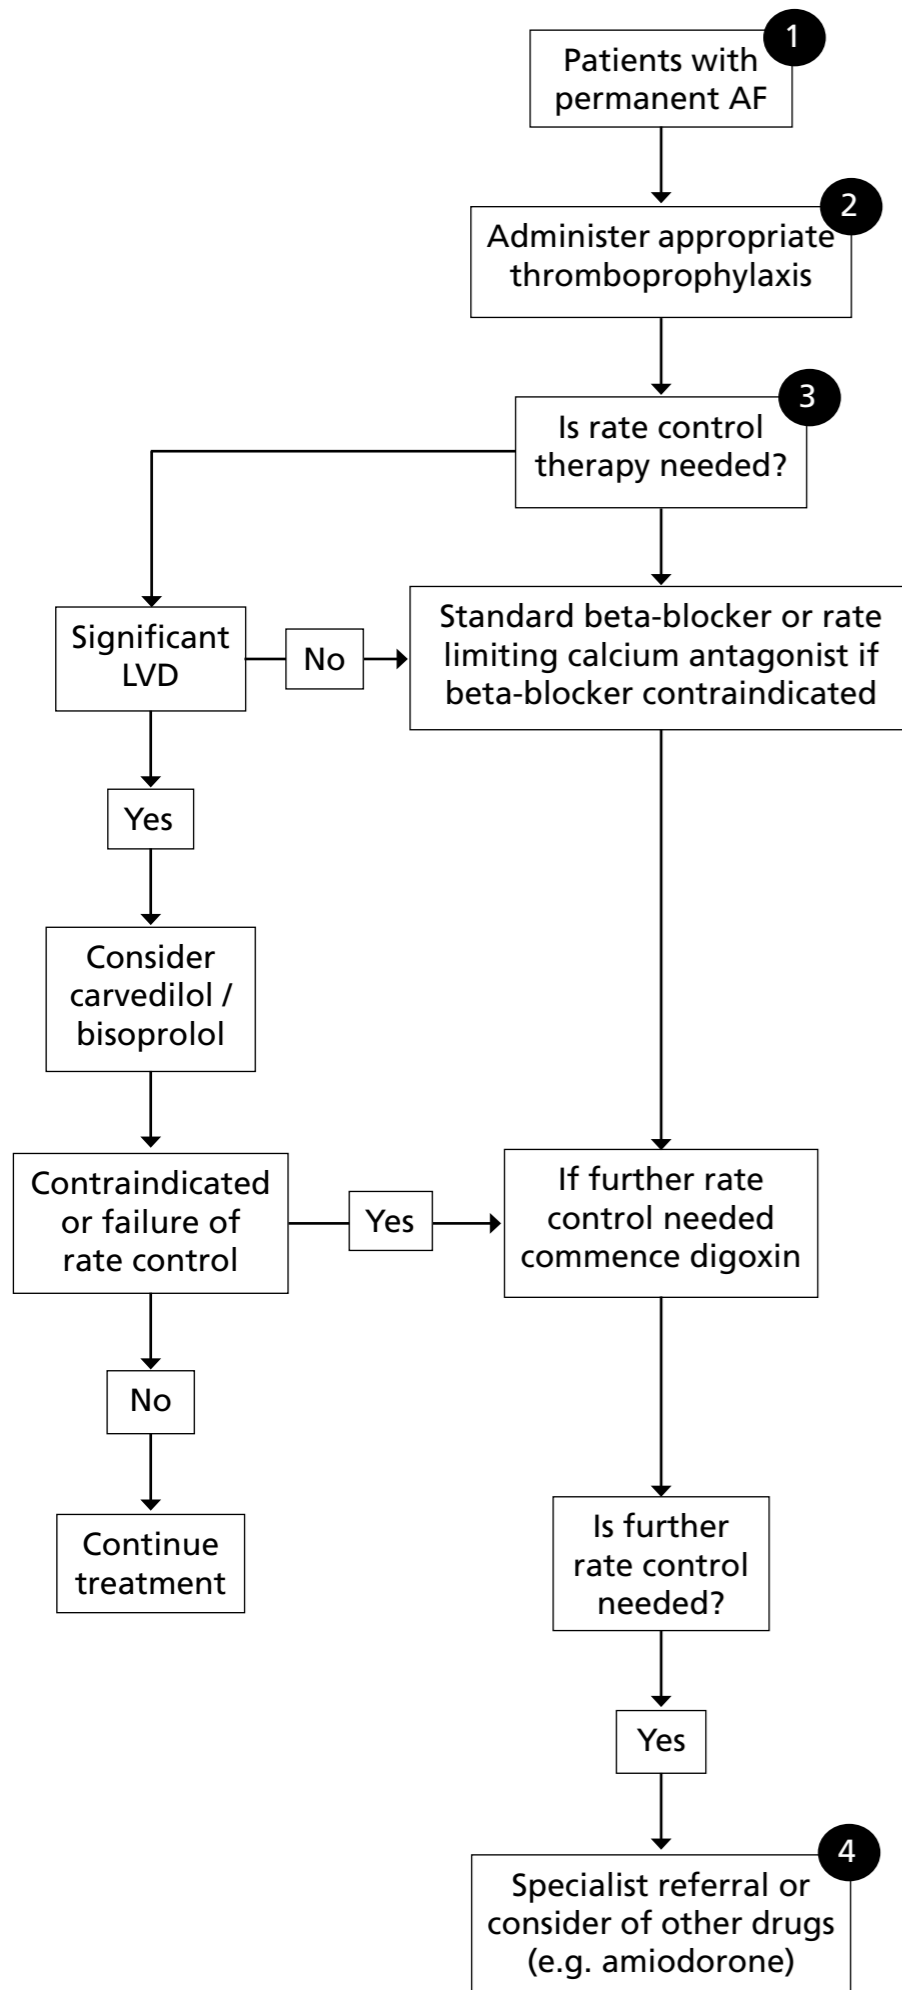 1
Patients with
permanent AF
2
Administer appropriate
thromboprophylaxis
3
Is rate control
therapy needed?
Significant
LVD
No
Standard beta-blocker or rate
limiting calcium antagonist if
beta-blocker contraindicated
Yes
Consider
carvedilol /
bisoprolol
Contraindicated
or failure of
rate control
Yes
If further rate
control needed
commence digoxin
No
Continue
treatment
Is further
rate control
needed?
Yes
4
Specialist referral or
consider of other drugs
(e.g. amiodorone)